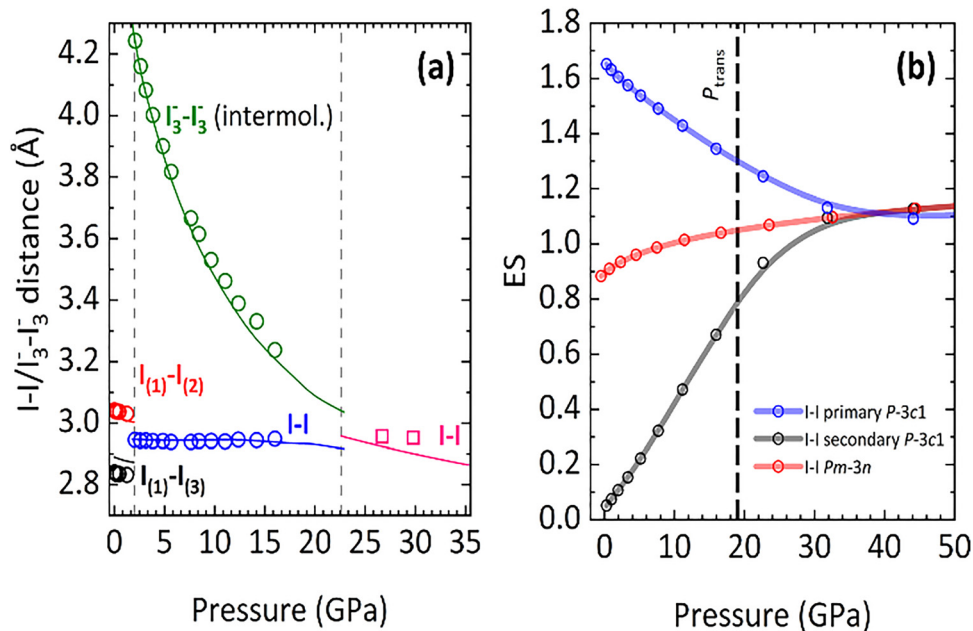 (a)
I-I/I₃⁻-I₃⁻ distance (Å)
4.2
4.0
3.8
3.6
3.4
3.2
3.0
2.8
I₃⁻-I₃⁻ (intermol.)
I(1)-I(2)
I-I
I-I
I(1)-I(3)
0 5 10 15 20 25 30 35
Pressure (GPa)
(b)
ES
1.8
1.6
1.4
1.2
1.0
0.8
0.6
0.4
0.2
0.0
Ptrans
I-I primary P-3c1
I-I secondary P-3c1
I-I Pm-3n
0 10 20 30 40 50
Pressure (GPa)